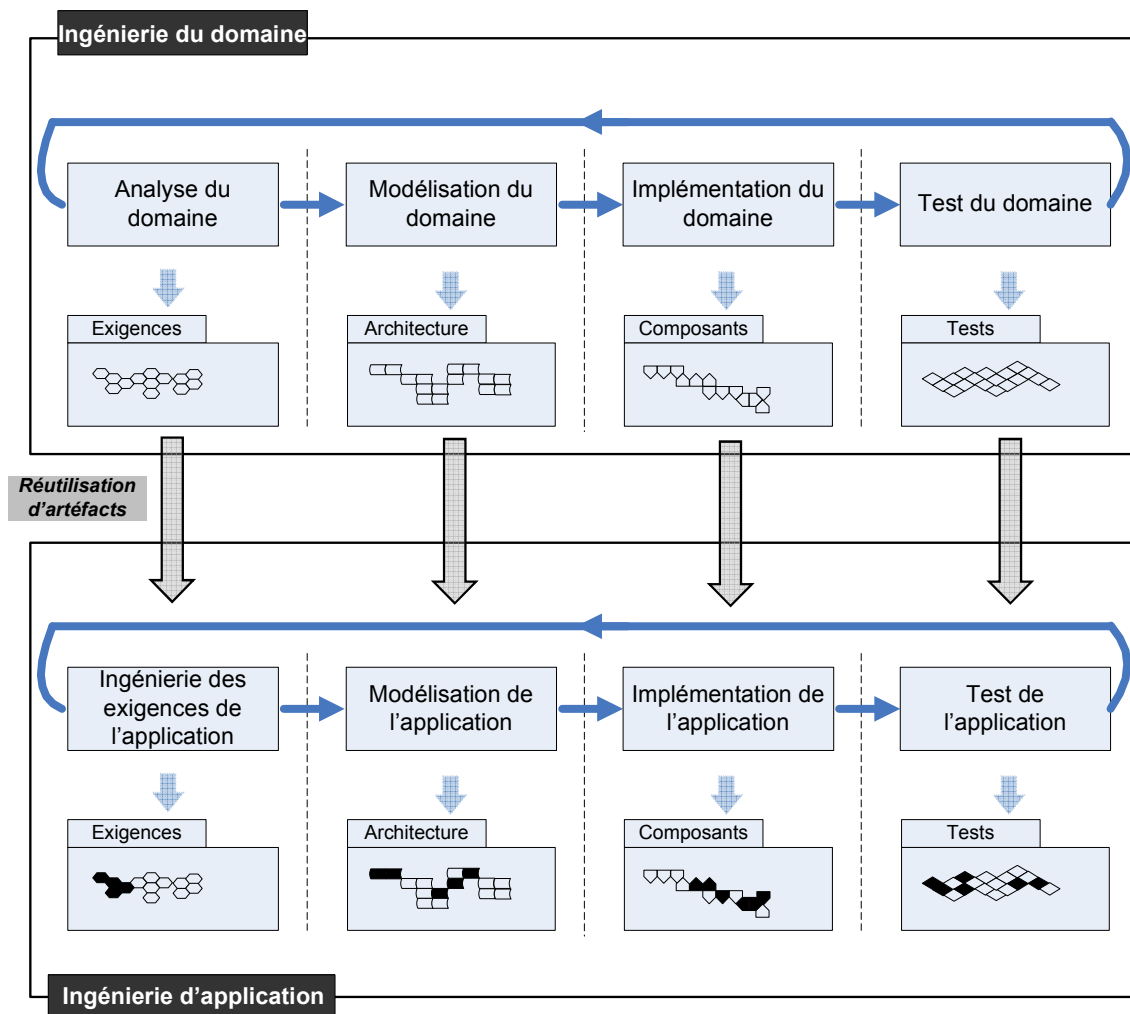 Ingénierie du domaine
Analyse du
domaine
Modélisation du
domaine
Implémentation du
domaine
Test du domaine
Exigences
Architecture
Composants
Tests
Réutilisation
d'artéfacts
Ingénierie des
exigences de
l'application
Modélisation de
l'application
Implémentation de
l'application
Test de
l'application
Exigences
Architecture
Composants
Tests
Ingénierie d'application